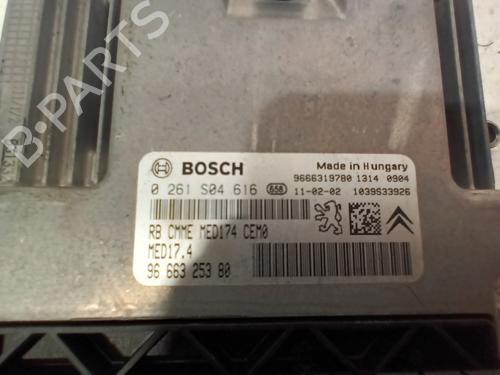 B-PARTS
BOSCH
Made in Hungary
9666319780 1314 0904
0 261 S04 616 658 11-02-02 1039S33926
RB CMME MED174 CEM0
MED17.4
96 663 253 80